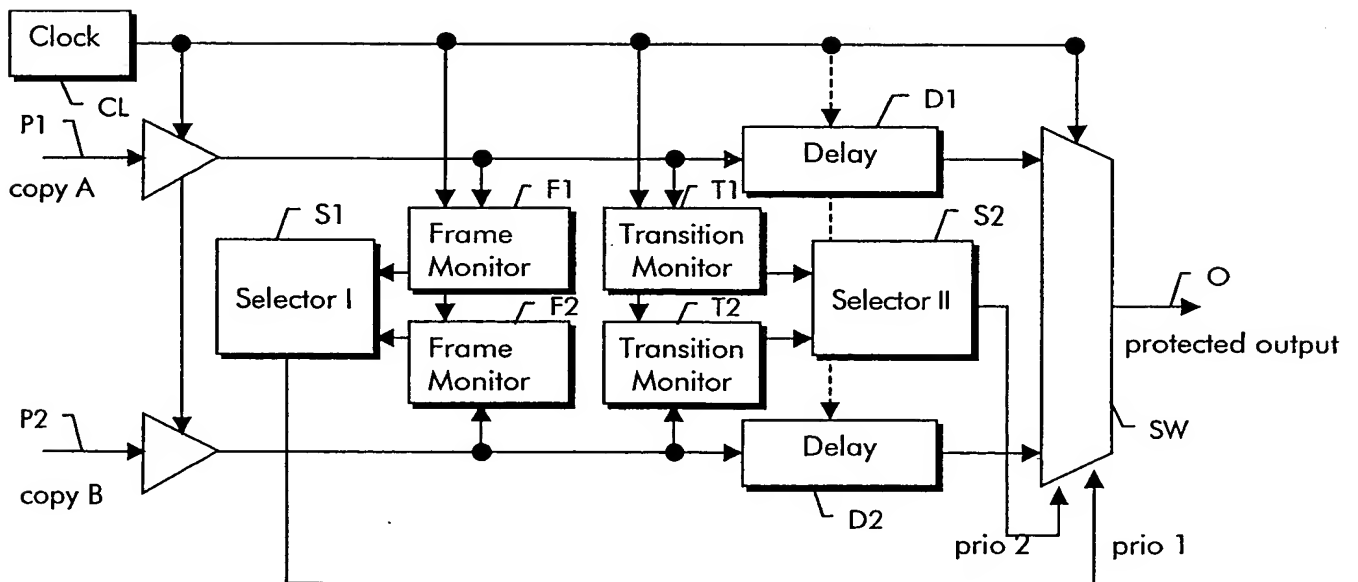 Clock
CL
D1
P1
Delay
copy A
F1
T1
S1
S2
Frame
Monitor
Transition
Monitor
O
Selector I
Selector II
F2
T2
protected output
Frame
Monitor
Transition
Monitor
P2
SW
Delay
copy B
D2
prio 2
prio 1